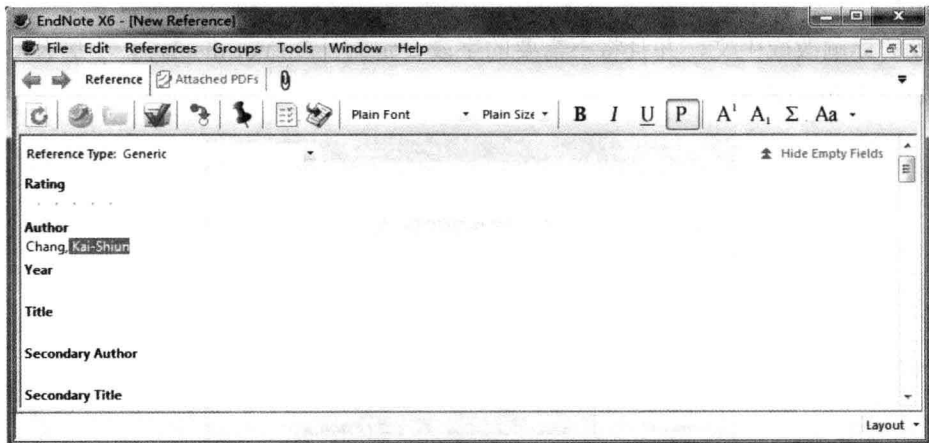 EndNote X6 - [New Reference]
File Edit References Groups Tools Window Help
Reference Attached PDFs
Plain Font Plain Size B I U P A¹ A₁ Σ Aa
Reference Type: Generic Hide Empty Fields
Rating
Author
Chang, Kai-Shiun
Year
Title
Secondary Author
Secondary Title
Layout